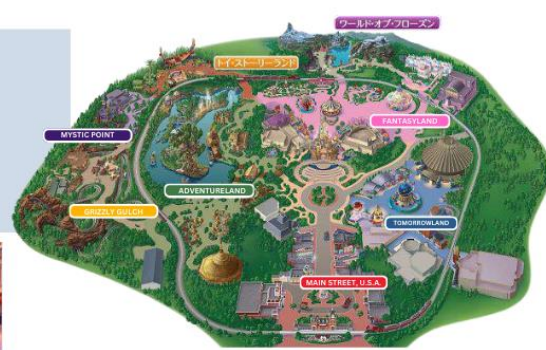 ワールド・オブ・フローズン
トイ・ストーリーランド
FANTASYLAND
MYSTIC POINT
ADVENTURELAND
GRIZZLY GULCH
TOMORROWLAND
MAIN STREET, U.S.A.